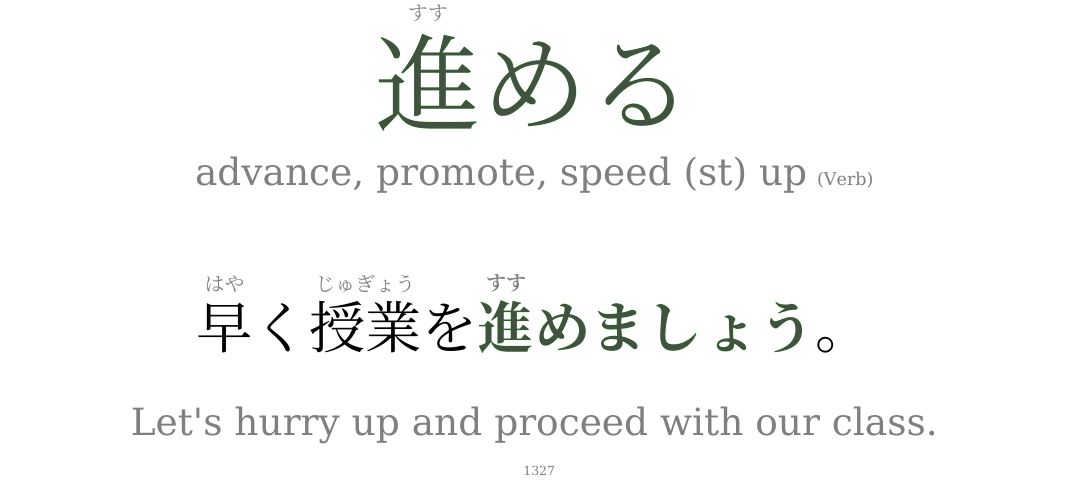 すす
進める
advance, promote, speed (st) up (Verb)
はや じゅぎょう すす
早く授業を進めましょう。
Let's hurry up and proceed with our class.
1327